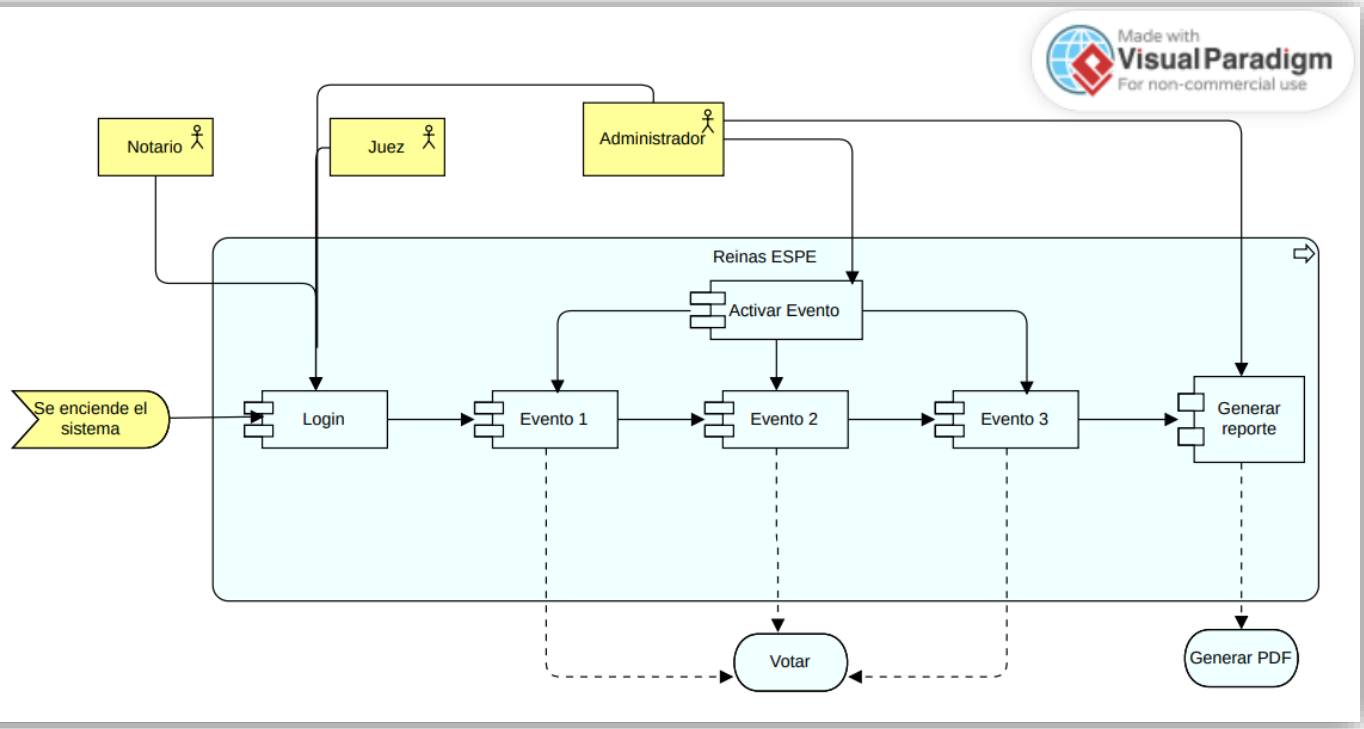 Made with
Visual Paradigm
For non-commercial use
Notario
Juez
Administrador
Reinas ESPE
Activar Evento
Se enciende el
sistema
Login
Evento 1
Evento 2
Evento 3
Generar
reporte
Votar
Generar PDF